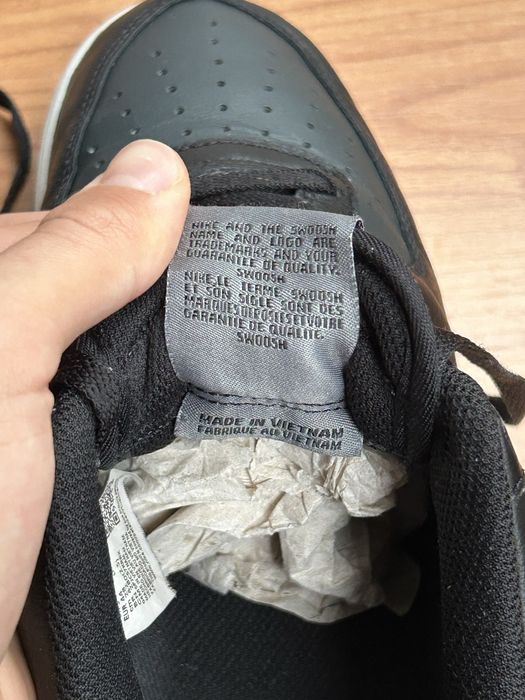 NIKE AND THE SWOOSH
NAME AND LOGO ARE
TRADEMARKS AND YOUR
GUARANTEE OF QUALITY.
SWOOSH
NIKE,LE TERME SWOOSH
ET SON SIGLE SONT DES
MARQUES DEPOSEES ET VOTRE
GARANTIE DE QUALITE.
SWOOSH
MADE IN VIETNAM
FABRIQUE AU VIETNAM
EUR